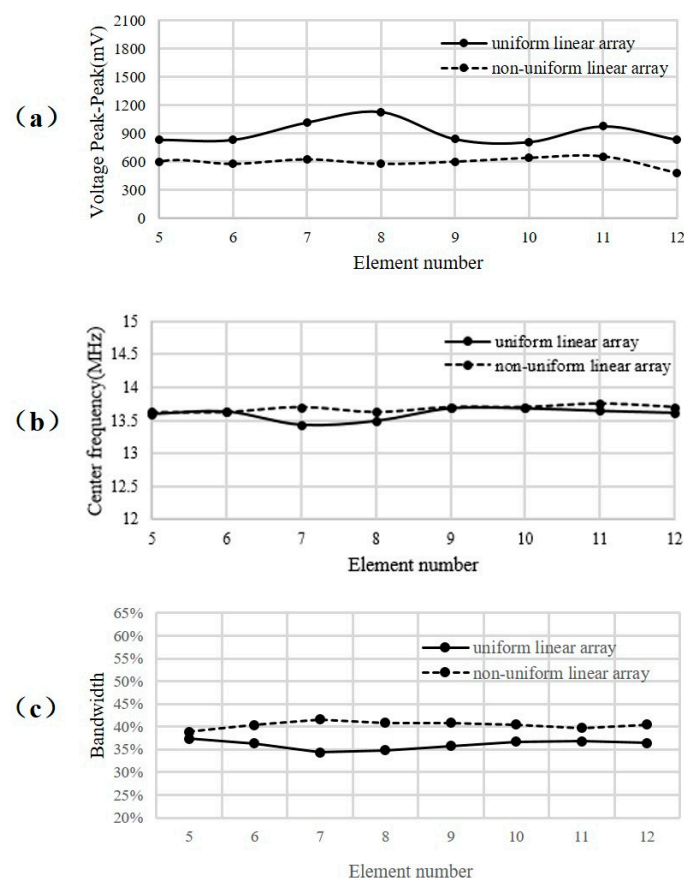 (a)
Voltage Peak-Peak(mV)
2100
1800
1500
1200
900
600
300
0
uniform linear array
non-uniform linear array
5 6 7 8 9 10 11 12
Element number
(b)
Center frequency(MHz)
15
14.5
14
13.5
13
12.5
12
uniform linear array
non-uniform linear array
5 6 7 8 9 10 11 12
Element number
(c)
Bandwidth
65%
60%
55%
50%
45%
40%
35%
30%
25%
20%
uniform linear array
non-uniform linear array
5 6 7 8 9 10 11 12
Element number